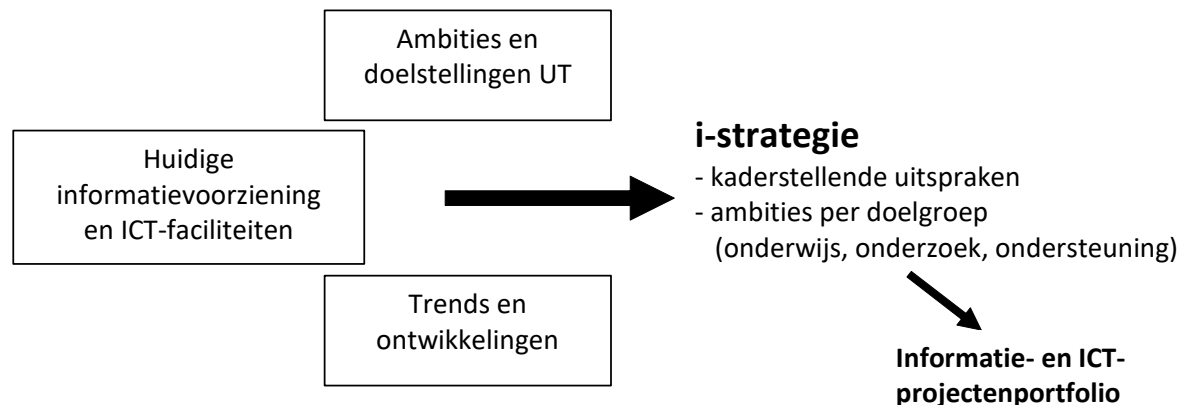 Ambities en
doelstellingen UT
Huidige
informatievoorziening
en ICT-faciliteiten
Trends en
ontwikkelingen
i-strategie
- kaderstellende uitspraken
- ambities per doelgroep
(onderwijs, onderzoek, ondersteuning)
Informatie- en ICT-
projectenportfolio